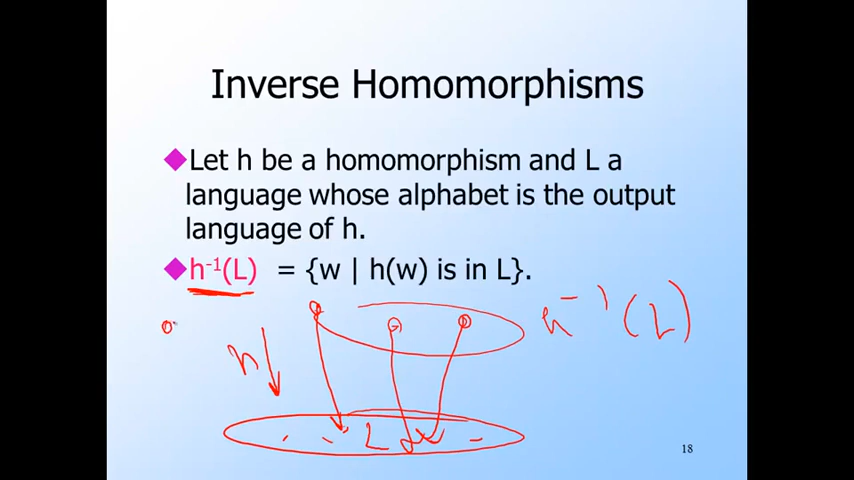 Inverse Homomorphisms
Let h be a homomorphism and L a
language whose alphabet is the output
language of h.
h⁻¹(L) = {w | h(w) is in L}.
h⁻¹(L)
h
L
18